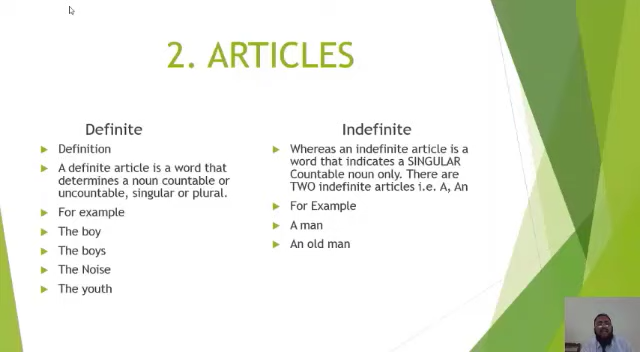 2. ARTICLES
Definite
Definition
A definite article is a word that
determines a noun countable or
uncountable, singular or plural.
For example
The boy
The boys
The Noise
The youth
Indefinite
Whereas an indefinite article is a
word that indicates a SINGULAR
Countable noun only. There are
TWO indefinite articles i.e. A, An
For Example
A man
An old man